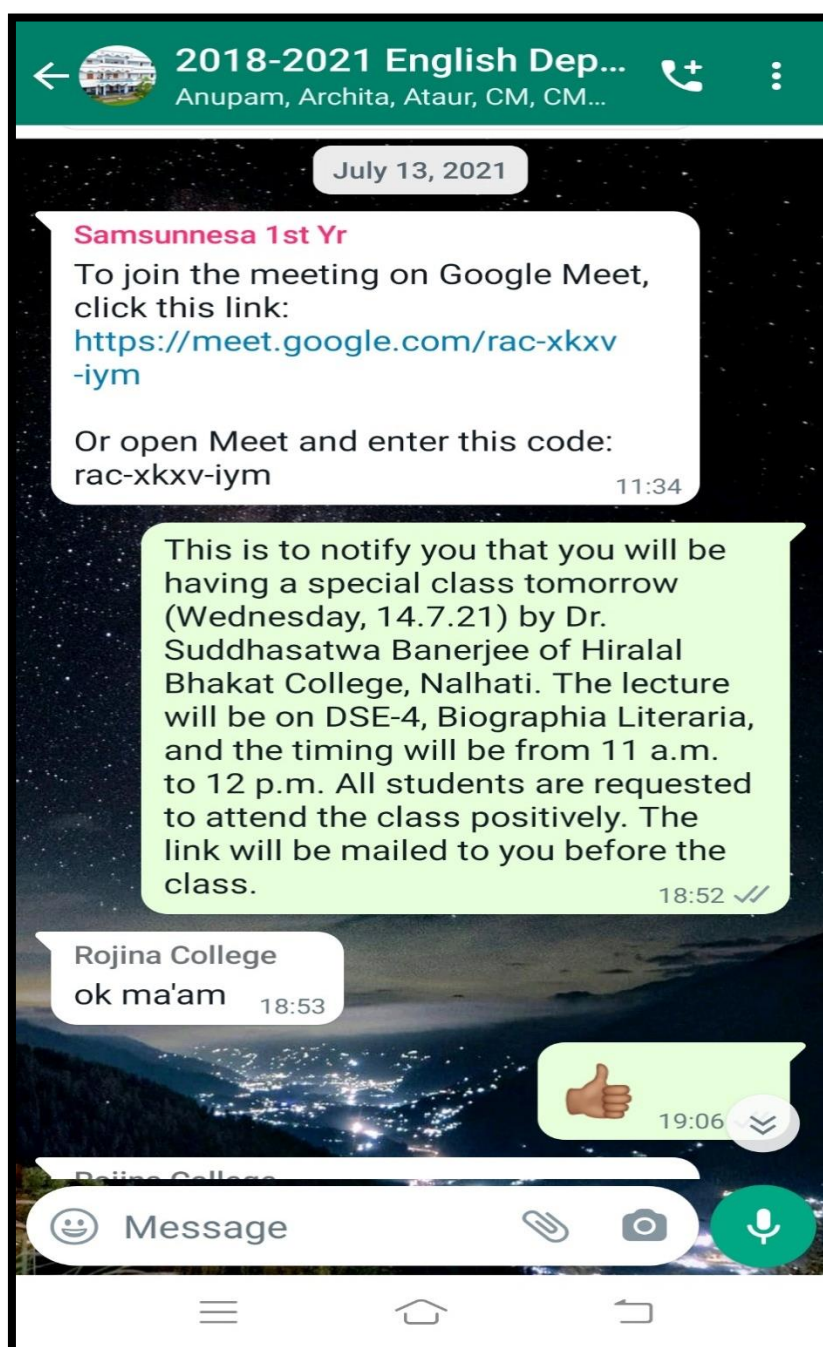 2018-2021 English Dep...
Anupam, Archita, Ataur, CM, CM...
July 13, 2021
Samsunnesa 1st Yr
To join the meeting on Google Meet,
click this link:
https://meet.google.com/rac-xkxv
-iym
Or open Meet and enter this code:
rac-xkxv-iym
11:34
This is to notify you that you will be
having a special class tomorrow
(Wednesday, 14.7.21) by Dr.
Suddhasatwa Banerjee of Hiralal
Bhakat College, Nalhati. The lecture
will be on DSE-4, Biographia Literaria,
and the timing will be from 11 a.m.
to 12 p.m. All students are requested
to attend the class positively. The
link will be mailed to you before the
class.
18:52
Rojina College
ok ma'am
18:53
19:06
Rojina College
Message